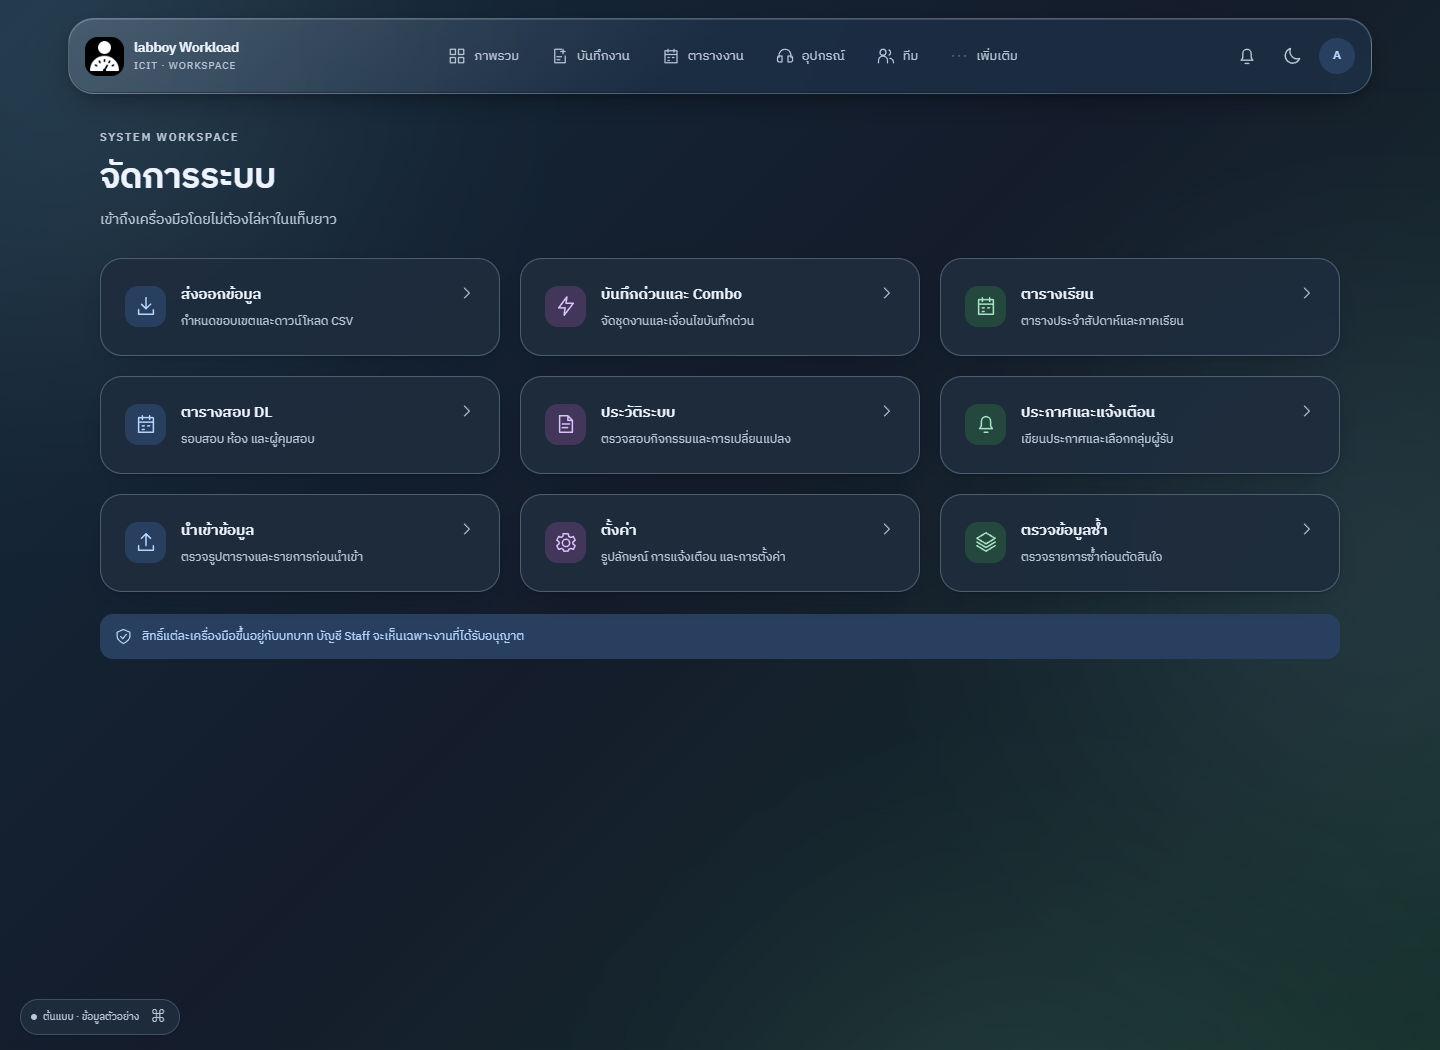 labboy Workload
ICIT · WORKSPACE
ภาพรวม
บันทึกงาน
ตารางงาน
อุปกรณ์
ทีม
··· เพิ่มเติม
A
SYSTEM WORKSPACE
จัดการระบบ
เข้าถึงเครื่องมือโดยไม่ต้องไล่หาในแท็บยาว
ส่งออกข้อมูล
กำหนดขอบเขตและดาวน์โหลด CSV
บันทึกด่วนและ Combo
จัดชุดงานและเงื่อนไขบันทึกด่วน
ตารางเรียน
ตารางประจำสัปดาห์และภาคเรียน
ตารางสอบ DL
รอบสอบ ห้อง และผู้คุมสอบ
ประวัติระบบ
ตรวจสอบกิจกรรมและการเปลี่ยนแปลง
ประกาศและแจ้งเตือน
เขียนประกาศและเลือกกลุ่มผู้รับ
นำเข้าข้อมูล
ตรวจรูปตารางและรายการก่อนนำเข้า
ตั้งค่า
รูปลักษณ์ การแจ้งเตือน และการตั้งค่า
ตรวจข้อมูลซ้ำ
ตรวจรายการซ้ำก่อนตัดสินใจ
สิทธิ์แต่ละเครื่องมือขึ้นอยู่กับบทบาท บัญชี Staff จะเห็นเฉพาะงานที่ได้รับอนุญาต
ต้นแบบ · ข้อมูลตัวอย่าง ⌘